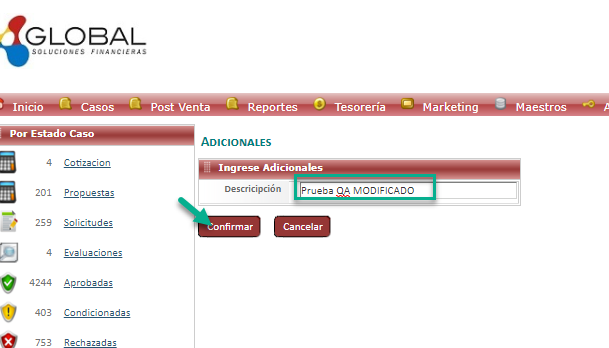 GLOBAL
SOLUCIONES FINANCIERAS
Inicio Casos Post Venta Reportes Tesorería Marketing Maestros A
Por Estado Caso
4 Cotizacion
201 Propuestas
259 Solicitudes
4 Evaluaciones
4244 Aprobadas
403 Condicionadas
753 Rechazadas
ADICIONALES
Ingrese Adicionales
Descricipción Prueba QA MODIFICADO
Confirmar Cancelar